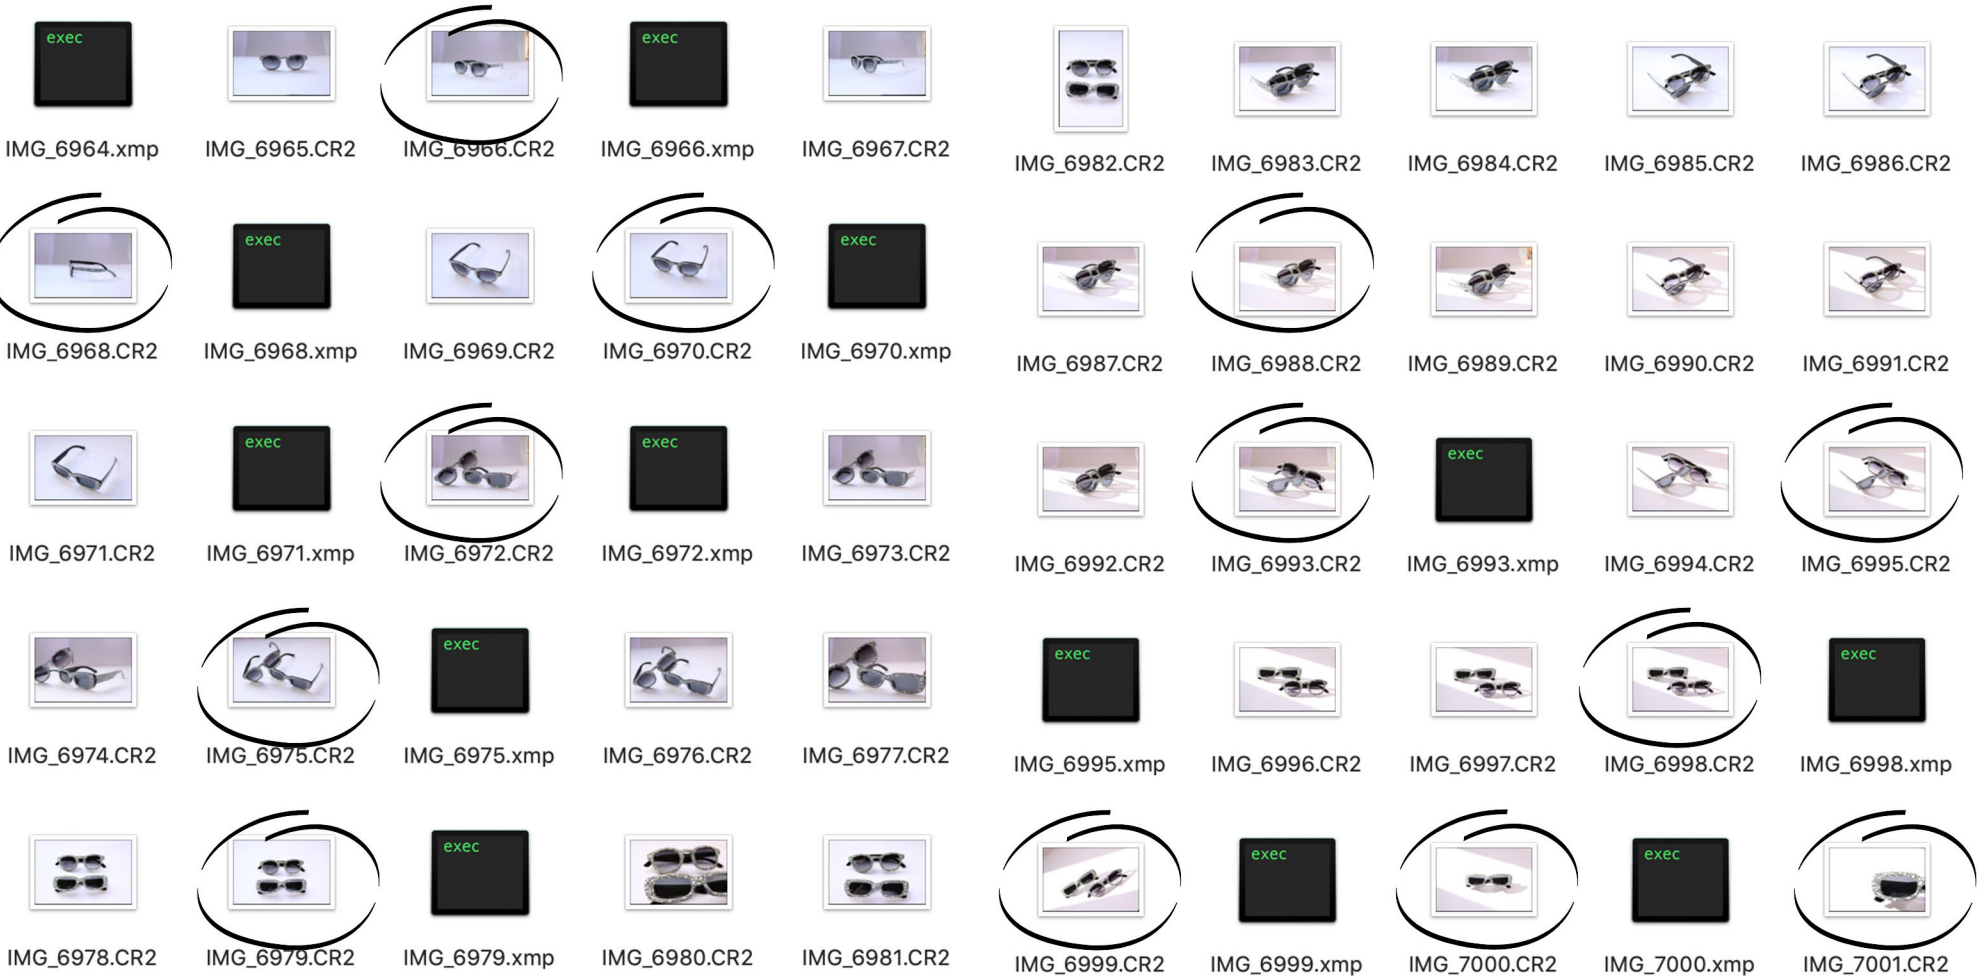 exec
exec
IMG_6964.xmp
IMG_6965.CR2
IMG_6966.CR2
IMG_6966.xmp
IMG_6967.CR2
exec
exec
IMG_6968.CR2
IMG_6968.xmp
IMG_6969.CR2
IMG_6970.CR2
IMG_6970.xmp
exec
exec
IMG_6971.CR2
IMG_6971.xmp
IMG_6972.CR2
IMG_6972.xmp
IMG_6973.CR2
exec
IMG_6974.CR2
IMG_6975.CR2
IMG_6975.xmp
IMG_6976.CR2
IMG_6977.CR2
exec
IMG_6978.CR2
IMG_6979.CR2
IMG_6979.xmp
IMG_6980.CR2
IMG_6981.CR2
IMG_6982.CR2
IMG_6983.CR2
IMG_6984.CR2
IMG_6985.CR2
IMG_6986.CR2
IMG_6987.CR2
IMG_6988.CR2
IMG_6989.CR2
IMG_6990.CR2
IMG_6991.CR2
exec
IMG_6992.CR2
IMG_6993.CR2
IMG_6993.xmp
IMG_6994.CR2
IMG_6995.CR2
exec
exec
IMG_6995.xmp
IMG_6996.CR2
IMG_6997.CR2
IMG_6998.CR2
IMG_6998.xmp
exec
exec
IMG_6999.CR2
IMG_6999.xmp
IMG_7000.CR2
IMG_7000.xmp
IMG_7001.CR2